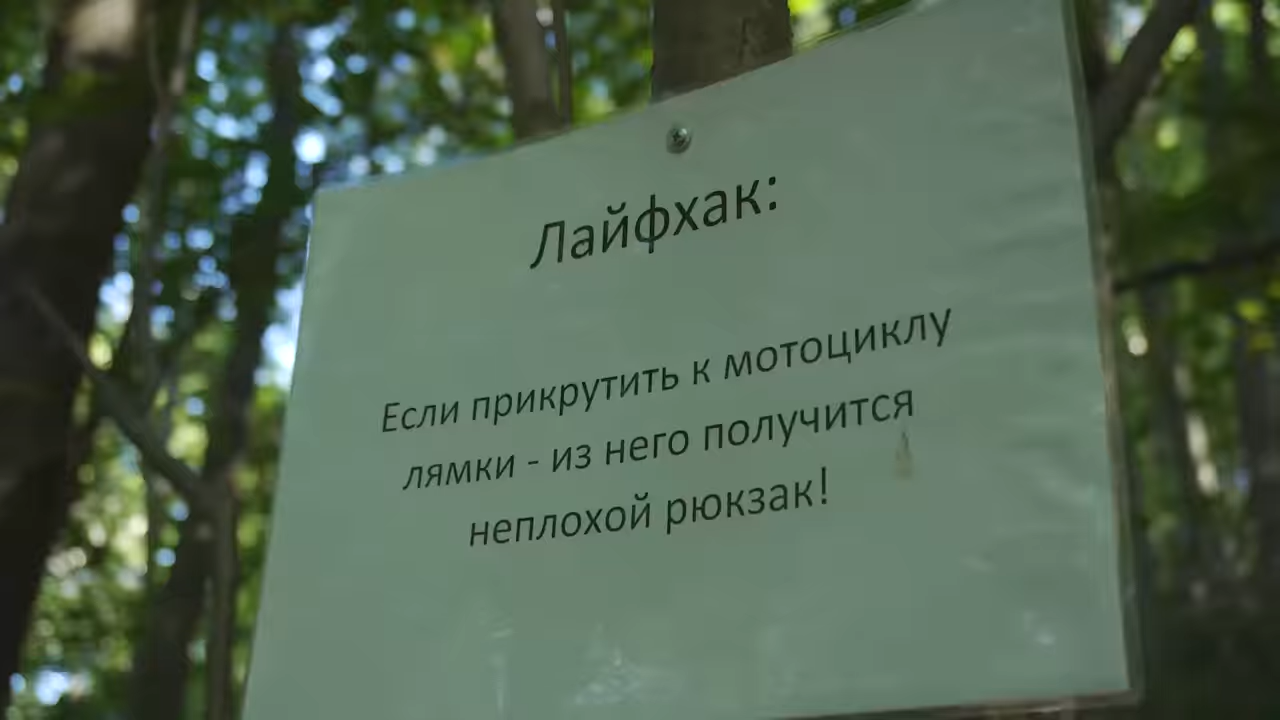 Лайфхак:
Если прикрутить к мотоциклу
лямки - из него получится
неплохой рюкзак!